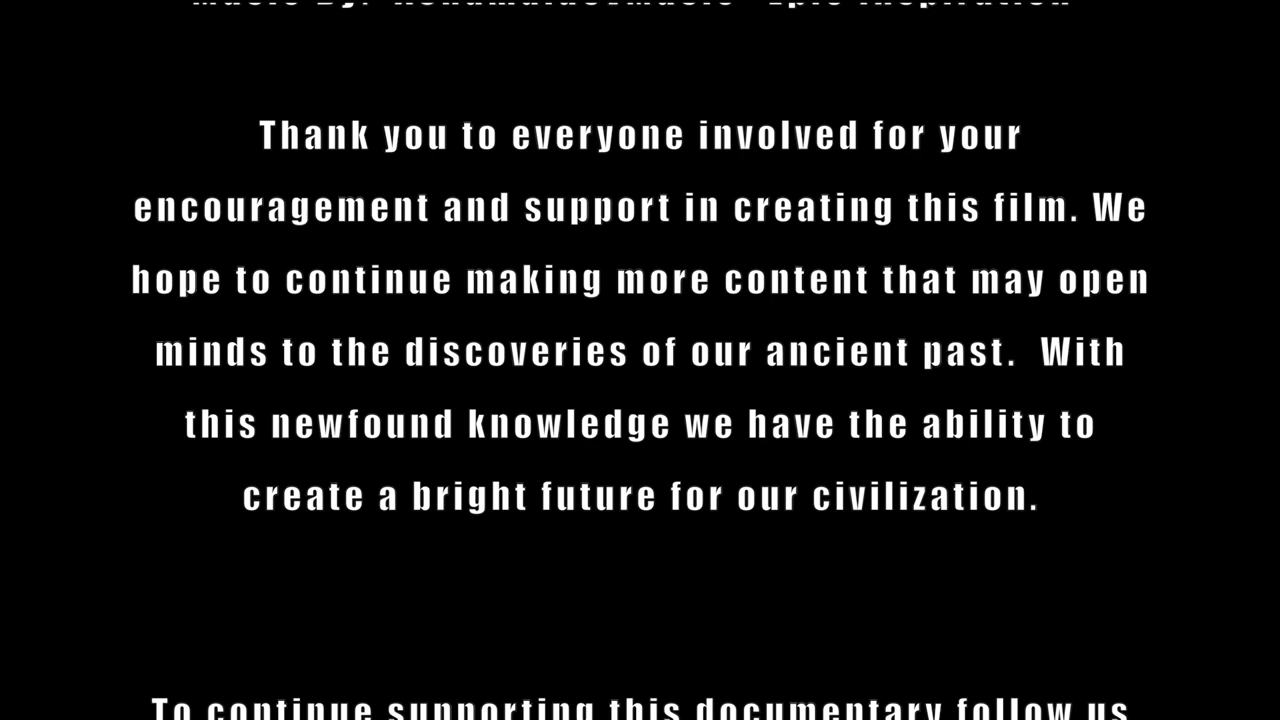 Thank you to everyone involved for your
encouragement and support in creating this film. We
hope to continue making more content that may open
minds to the discoveries of our ancient past.  With
this newfound knowledge we have the ability to
create a bright future for our civilization.
To continue supporting this documentary follow us